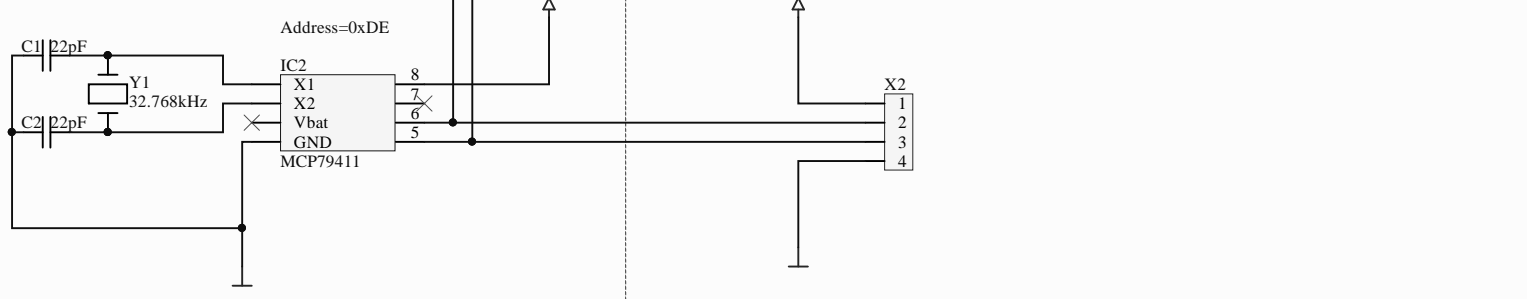 Address=0xDE
C1 22pF
IC2
8
Y1
X1
X2
7
1
32.768kHz
X2
6
2
C2 22pF
Vbat
5
3
GND
4
MCP79411